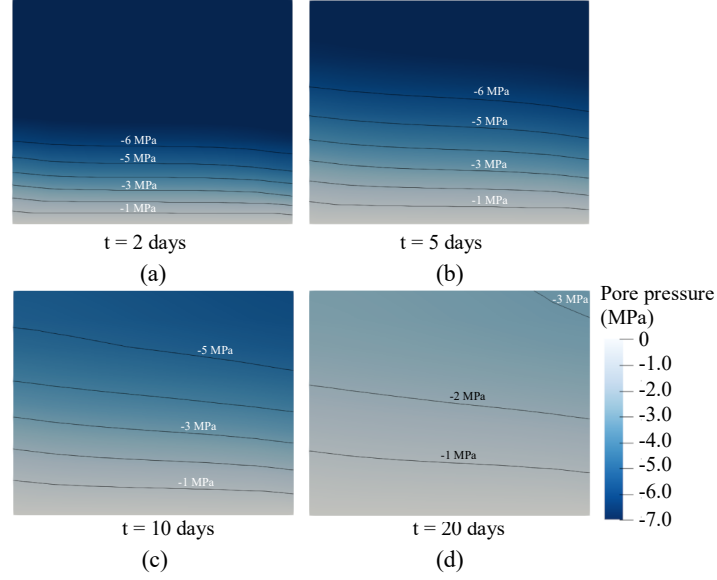 -6 MPa
-5 MPa
-3 MPa
-1 MPa
t = 2 days
(a)
-6 MPa
-5 MPa
-3 MPa
-1 MPa
t = 5 days
(b)
-5 MPa
-3 MPa
-1 MPa
t = 10 days
(c)
-3 MPa
-2 MPa
-1 MPa
t = 20 days
(d)
Pore pressure
(MPa)
0
-1.0
-2.0
-3.0
-4.0
-5.0
-6.0
-7.0